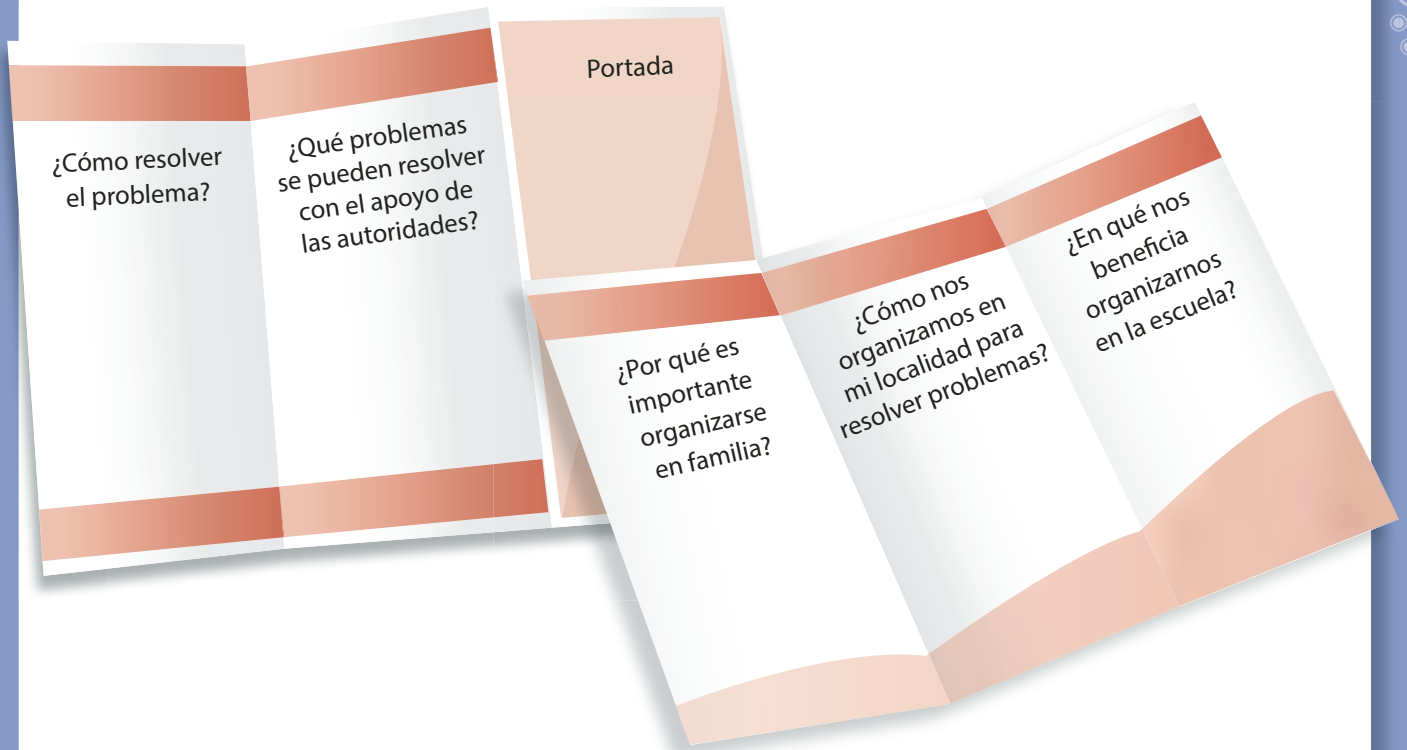 ¿Cómo resolver
el problema?
¿Qué problemas
se pueden resolver
con el apoyo de
las autoridades?
Portada
¿Por qué es
importante
organizarse
en familia?
¿Cómo nos
organizamos en
mi localidad para
resolver problemas?
¿En qué nos
beneficia
organizarnos
en la escuela?